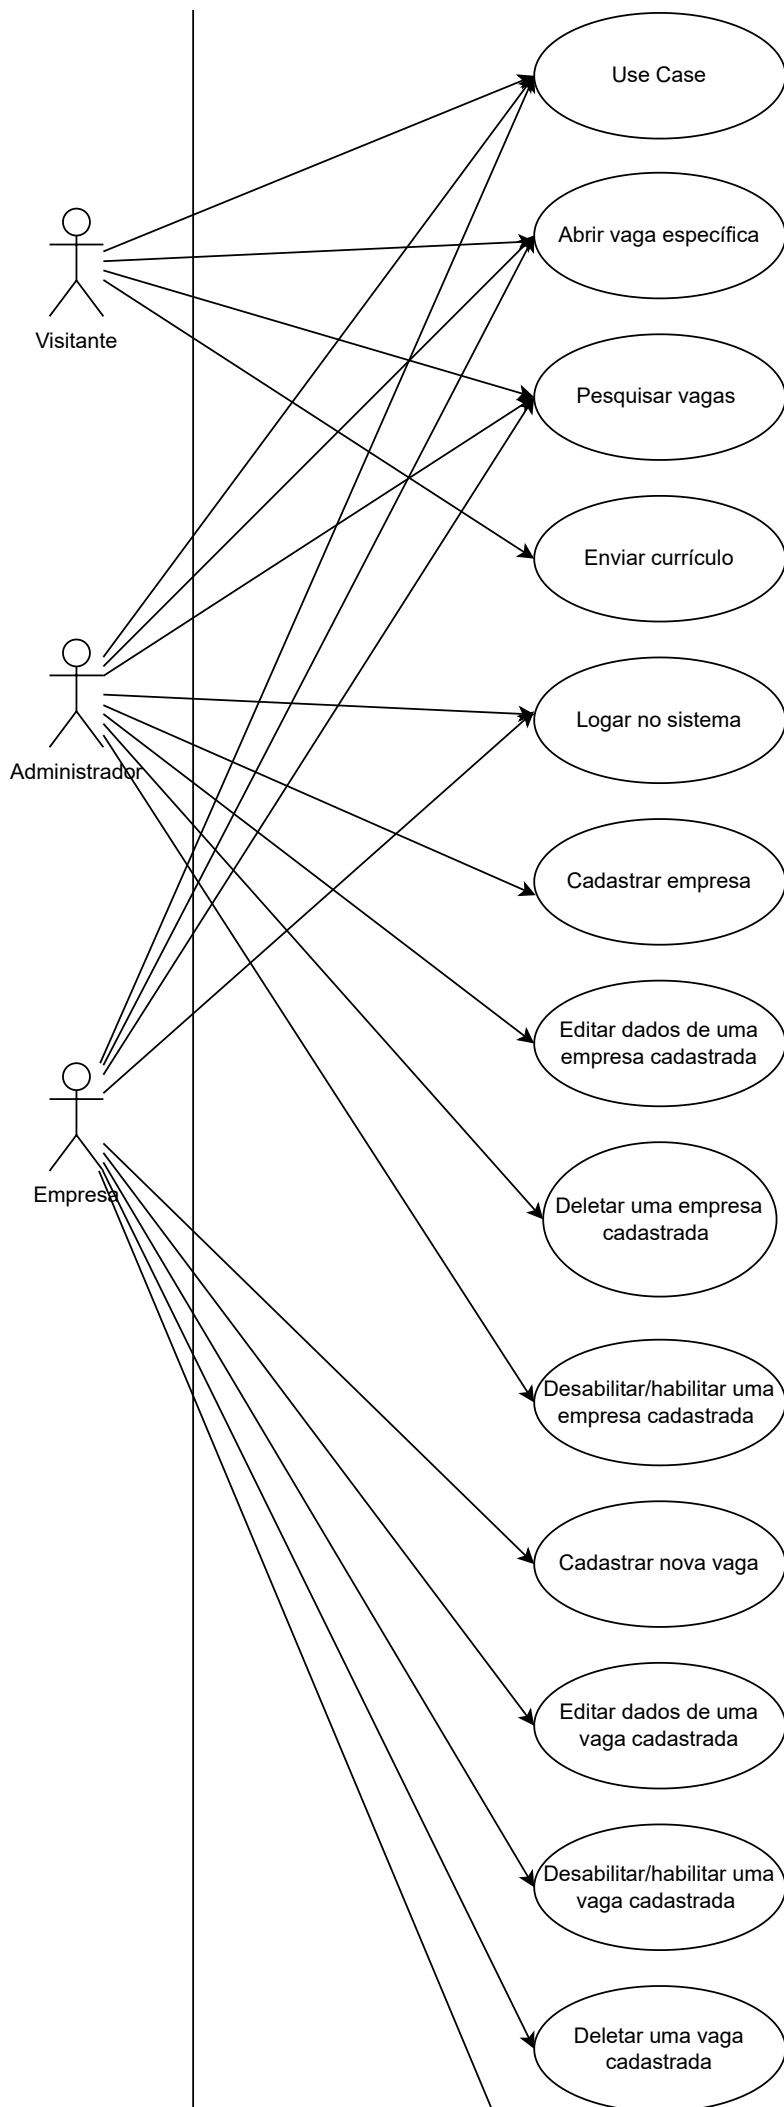 Use Case
Abrir vaga específica
Visitante
Pesquisar vagas
Enviar currículo
Logar no sistema
Administrador
Cadastrar empresa
Editar dados de uma
empresa cadastrada
Empresa
Deletar uma empresa
cadastrada
Desabilitar/habilitar uma
empresa cadastrada
Cadastrar nova vaga
Editar dados de uma
vaga cadastrada
Desabilitar/habilitar uma
vaga cadastrada
Deletar uma vaga
cadastrada